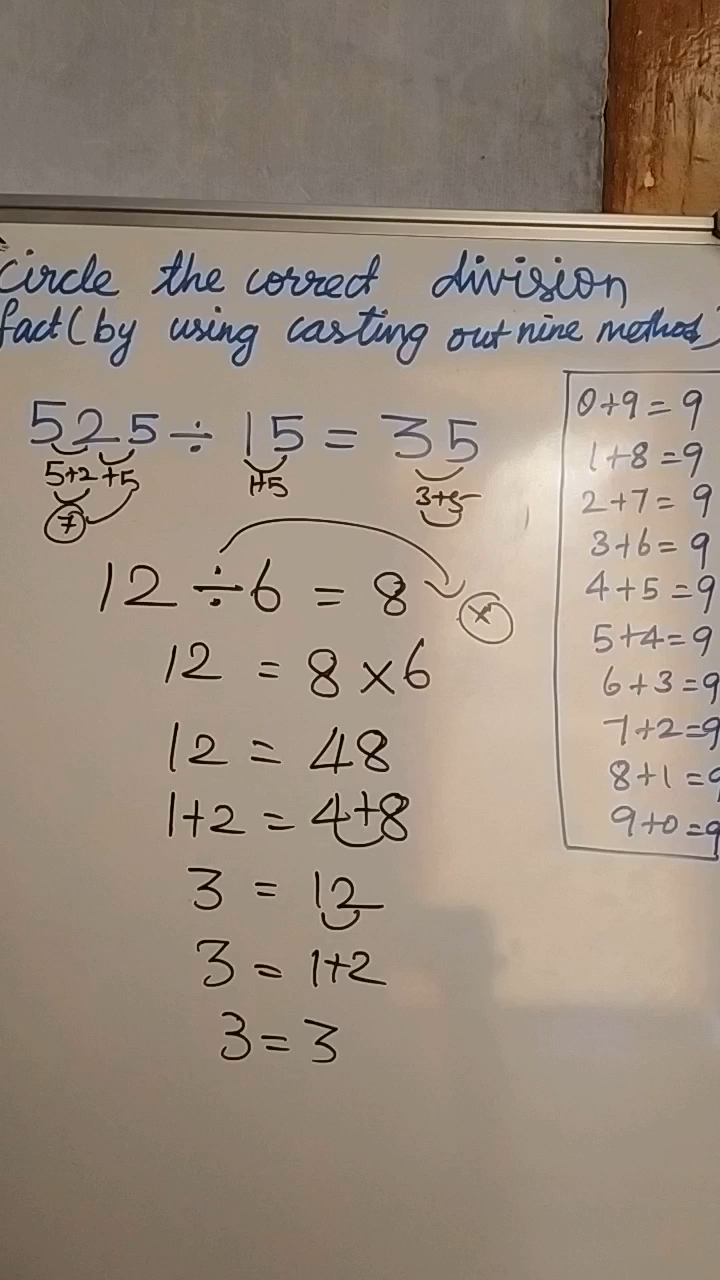 Circle the correct division
fact (by using casting out nine method)
525 ÷ 15 = 35
5+2+5 1+5 3+5
7
12 ÷ 6 = 8
×
12 = 8 × 6
12 = 48
1+2 = 4+8
3 = 12
3 = 1+2
3 = 3
0+9 = 9
1+8 = 9
2+7 = 9
3+6 = 9
4+5 = 9
5+4 = 9
6+3 = 9
7+2 = 9
8+1 = 9
9+0 = 9